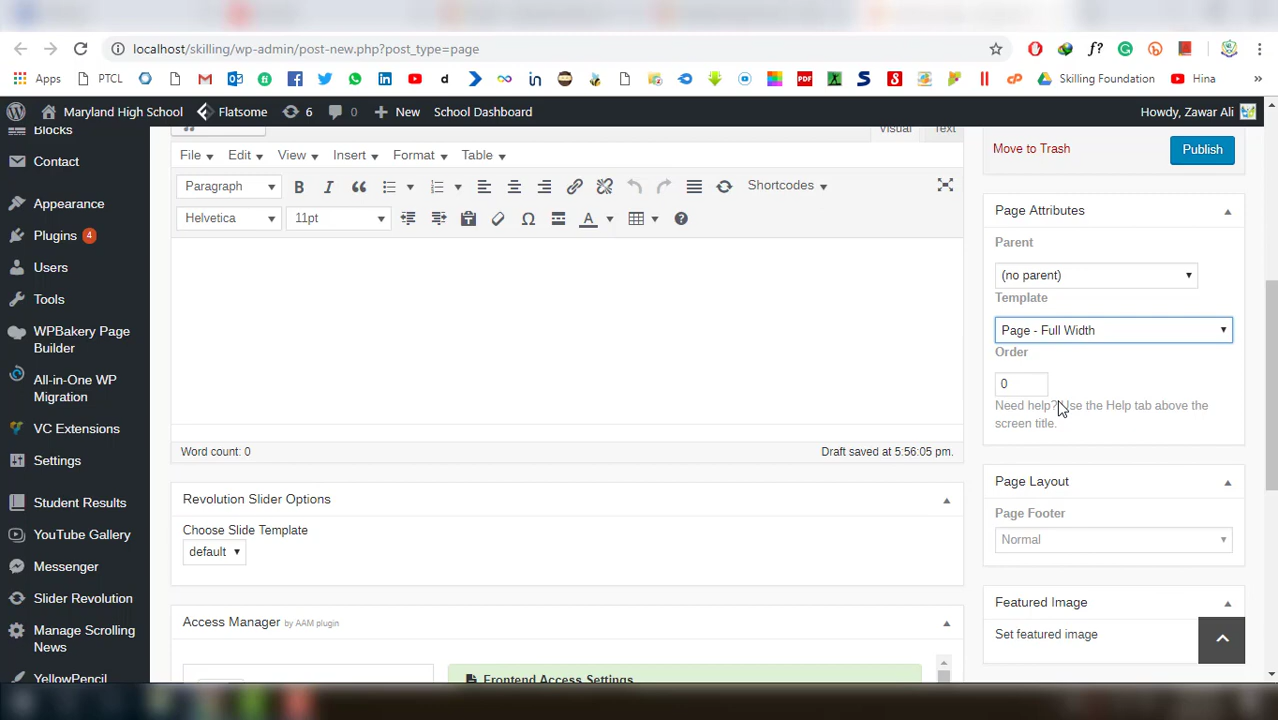 localhost/skilling/wp-admin/post-new.php?post_type=page
Apps PTCL Skilling Foundation Hina
Maryland High School Flatsome 6 0 New School Dashboard Howdy, Zawar Ali
Blocks
Contact
Appearance
Plugins 4
Users
Tools
WPBakery Page
Builder
All-in-One WP
Migration
VC Extensions
Settings
Student Results
YouTube Gallery
Messenger
Slider Revolution
Manage Scrolling
News
YellowPencil
Visual Text
File Edit View Insert Format Table
Paragraph Shortcodes
Helvetica 11pt
Word count: 0 Draft saved at 5:56:05 pm.
Revolution Slider Options
Choose Slide Template
default
Access Manager by AAM plugin
Frontend Access Settings
Move to Trash Publish
Page Attributes
Parent
(no parent)
Template
Page - Full Width
Order
0
Need help? Use the Help tab above the
screen title.
Page Layout
Page Footer
Normal
Featured Image
Set featured image